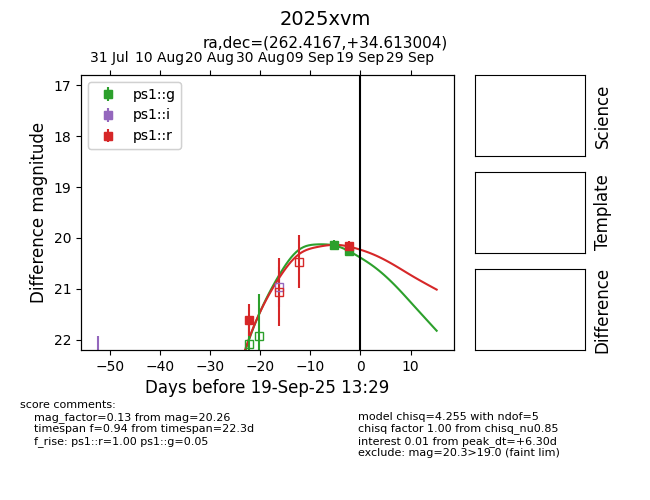 2025xvm
ra,dec=(262.4167,+34.613004)
31 Jul 10 Aug 20 Aug 30 Aug 09 Sep 19 Sep 29 Sep
ps1::g
ps1::i
ps1::r
17
18
19
20
21
22
Difference magnitude
−50 −40 −30 −20 −10 0 10
Days before 19-Sep-25 13:29
Science
Template
Difference
score comments:
mag_factor=0.13 from mag=20.26
timespan f=0.94 from timespan=22.3d
f_rise: ps1::r=1.00 ps1::g=0.05
model chisq=4.255 with ndof=5
chisq factor 1.00 from chisq_nu0.85
interest 0.01 from peak_dt=+6.30d
exclude: mag=20.3>19.0 (faint lim)